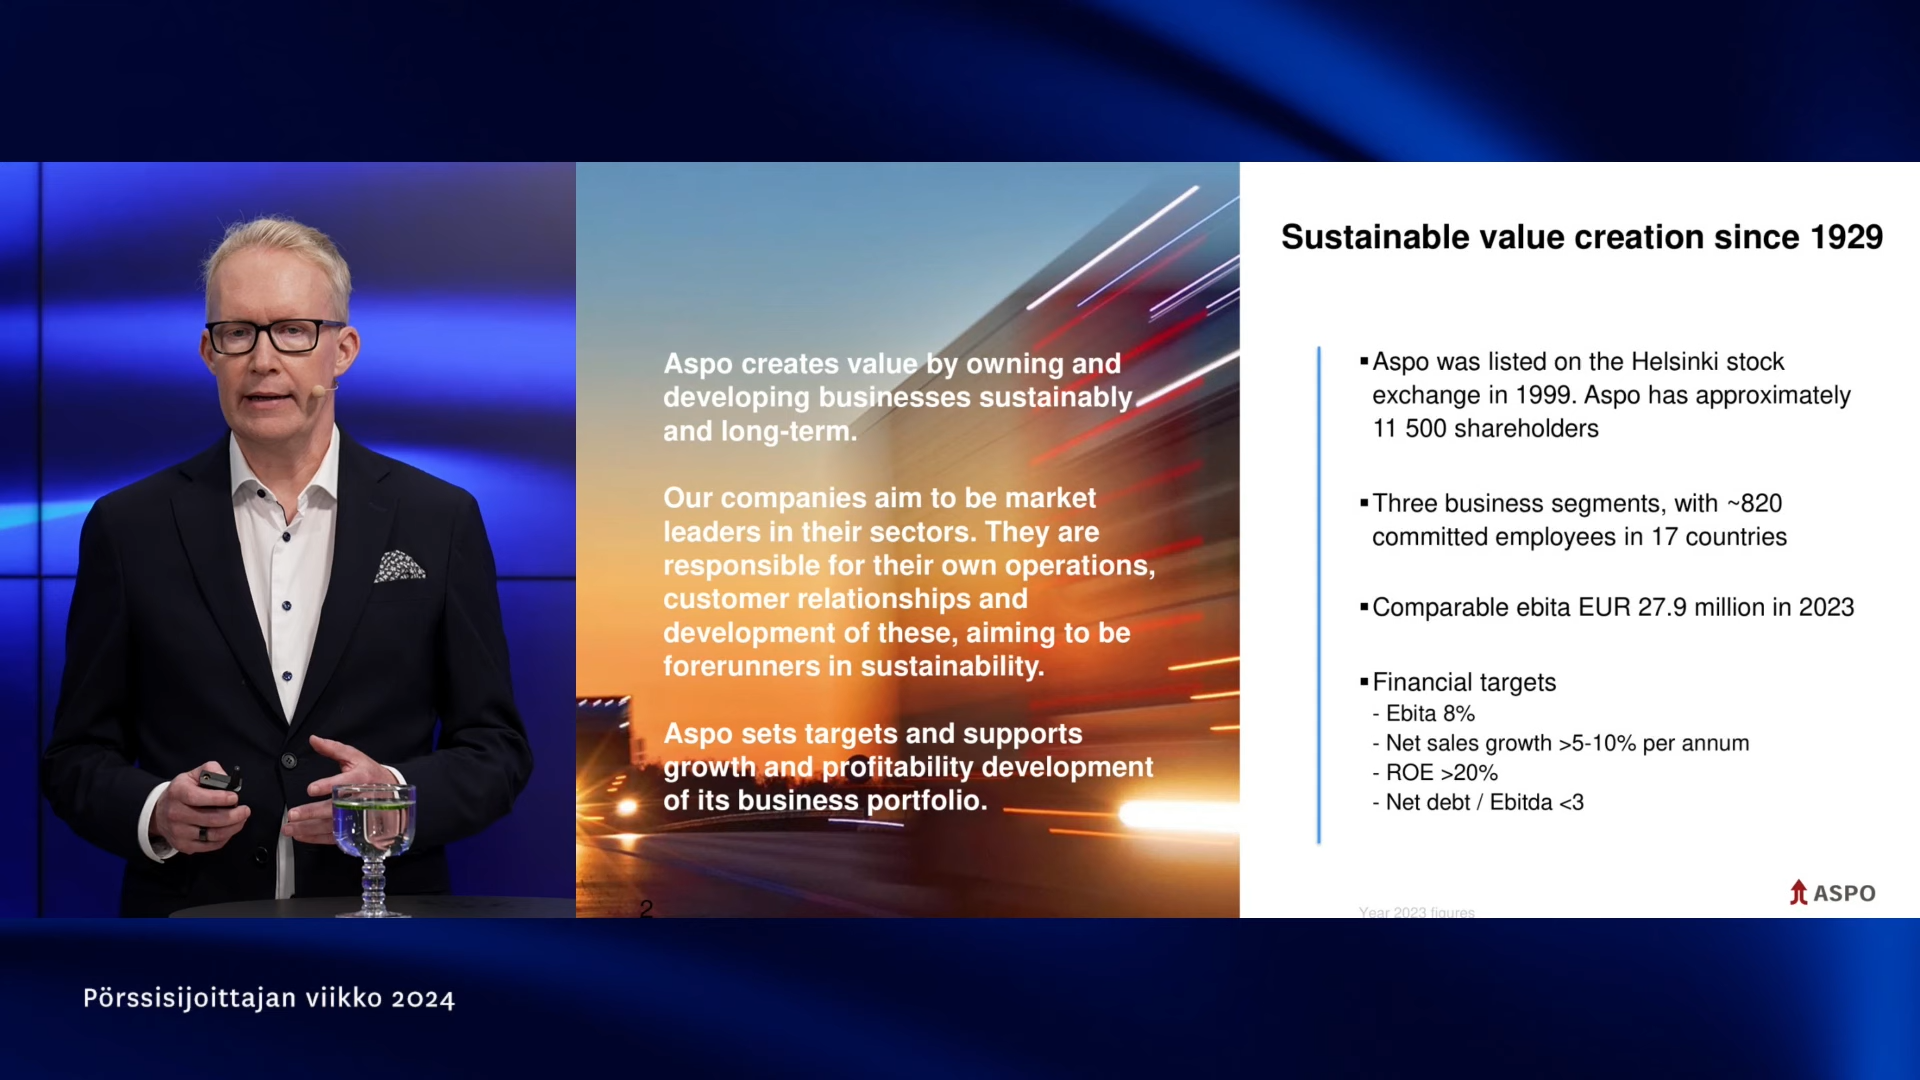 Aspo creates value by owning and
developing businesses sustainably
and long-term.
Our companies aim to be market
leaders in their sectors. They are
responsible for their own operations,
customer relationships and
development of these, aiming to be
forerunners in sustainability.
Aspo sets targets and supports
growth and profitability development
of its business portfolio.
2
Sustainable value creation since 1929
▪Aspo was listed on the Helsinki stock
exchange in 1999. Aspo has approximately
11 500 shareholders
▪Three business segments, with ~820
committed employees in 17 countries
▪Comparable ebita EUR 27.9 million in 2023
▪Financial targets
- Ebita 8%
- Net sales growth >5-10% per annum
- ROE >20%
- Net debt / Ebitda <3
ASPO
Year 2023 figures
Pörssisijoittajan viikko 2024